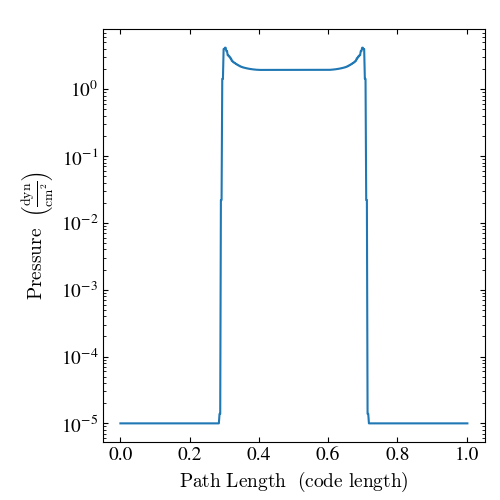 10^0
10^{-1}
10^{-2}
10^{-3}
10^{-4}
10^{-5}
Pressure (dyn/cm^2)
0.0 0.2 0.4 0.6 0.8 1.0
Path Length (code length)